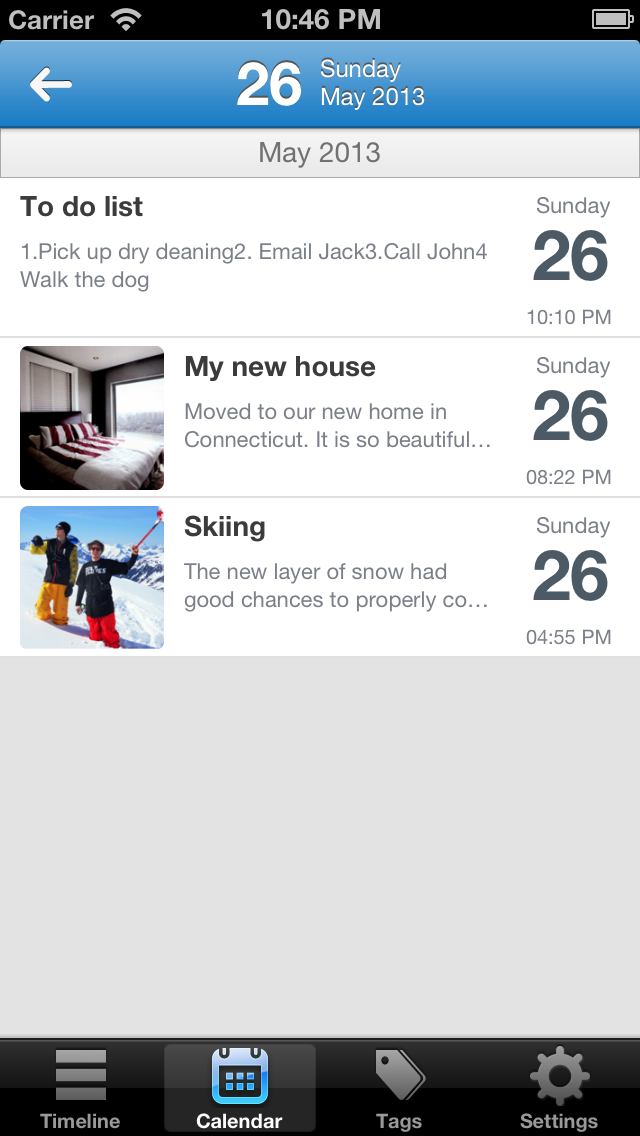 Carrier 10:46 PM
26 Sunday
May 2013
May 2013
To do list
Sunday
1.Pick up dry deaning2. Email Jack3.Call John4
Walk the dog
26
10:10 PM
My new house
Sunday
Moved to our new home in
Connecticut. It is so beautiful...
26
08:22 PM
Skiing
Sunday
The new layer of snow had
good chances to properly co...
26
04:55 PM
Timeline Calendar Tags Settings